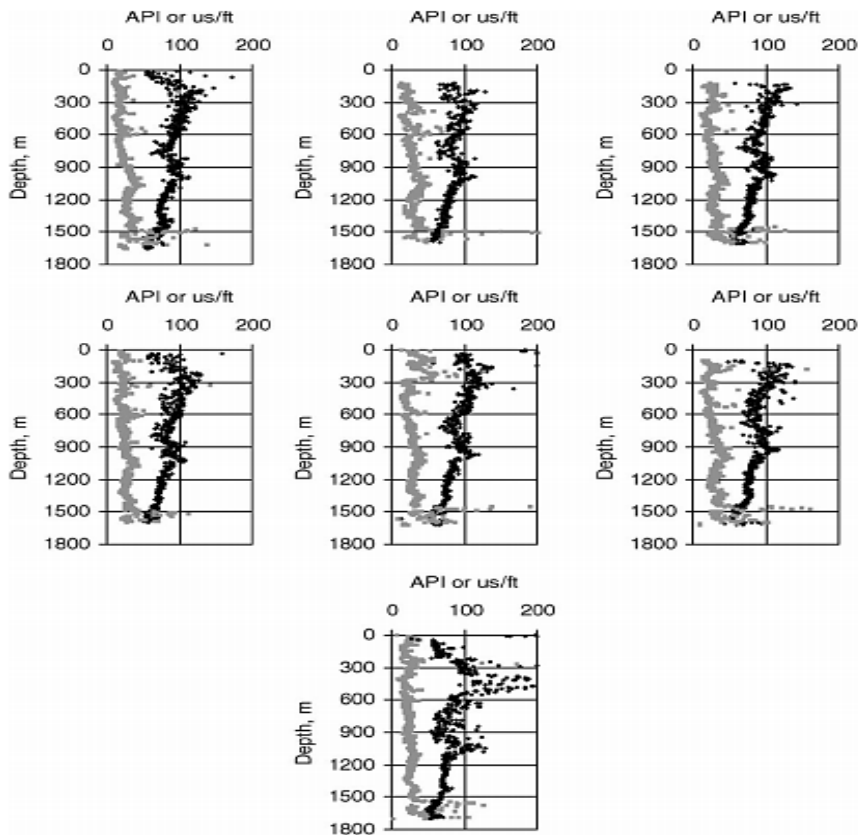 API or us/ft API or us/ft API or us/ft
0 100 200 0 100 200 0 100 200
0 0 0
300 300 300
600 600 600
900 900 900
1200 1200 1200
1500 1500 1500
1800 1800 1800
Depth, m Depth, m Depth, m
API or us/ft API or us/ft API or us/ft
0 100 200 0 100 200 0 100 200
0 0 0
300 300 300
600 600 600
900 900 900
1200 1200 1200
1500 1500 1500
1800 1800 1800
Depth, m Depth, m Depth, m
API or us/ft
0 100 200
0
300
600
900
1200
1500
1800
Depth, m